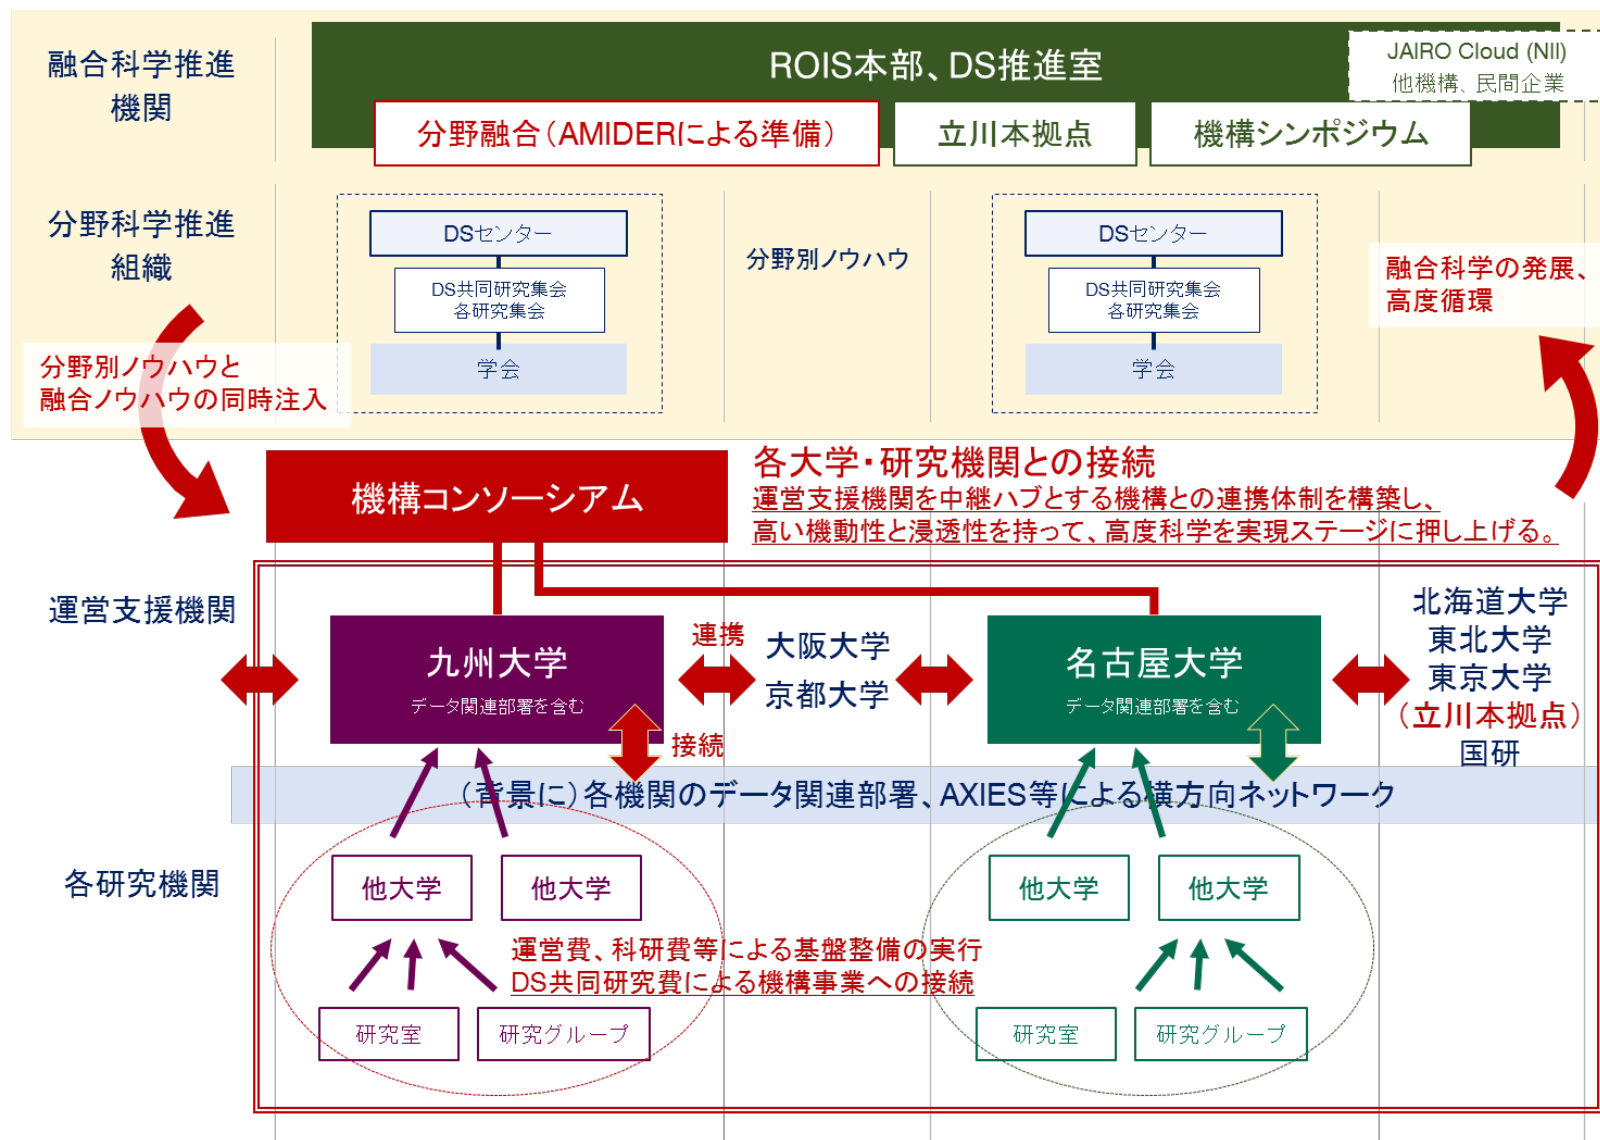 融合科学推進
機関
ROIS本部、DS推進室
JAIRO Cloud (NII)
他機構、民間企業
分野融合（AMIDERによる準備）
立川本拠点
機構シンポジウム
分野科学推進
組織
DSセンター
DS共同研究集会
各研究集会
学会
分野別ノウハウ
DSセンター
DS共同研究集会
各研究集会
学会
融合科学の発展、
高度循環
分野別ノウハウと
融合ノウハウの同時注入
機構コンソーシアム
各大学・研究機関との接続
運営支援機関を中継ハブとする機構との連携体制を構築し、
高い機動性と浸透性を持って、高度科学を実現ステージに押し上げる。
運営支援機関
九州大学
データ関連部署を含む
連携
接続
大阪大学
京都大学
名古屋大学
データ関連部署を含む
北海道大学
東北大学
東京大学
（立川本拠点）
国研
（背景に）各機関のデータ関連部署、AXIES等による横方向ネットワーク
各研究機関
他大学
他大学
他大学
他大学
運営費、科研費等による基盤整備の実行
DS共同研究費による機構事業への接続
研究室
研究グループ
研究室
研究グループ